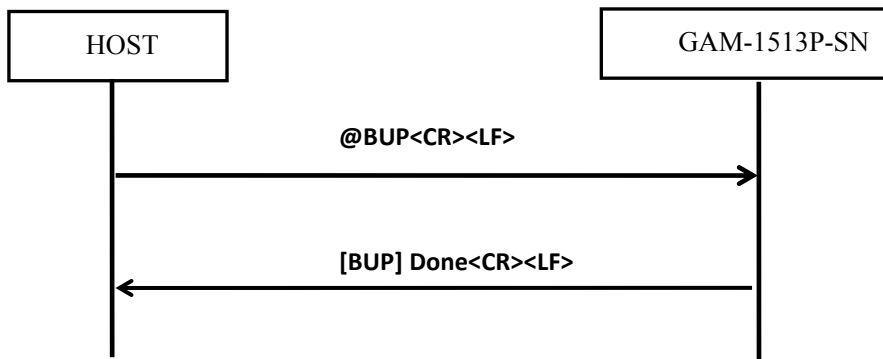 HOST
GAM-1513P-SN
@BUP<CR><LF>
[BUP] Done<CR><LF>